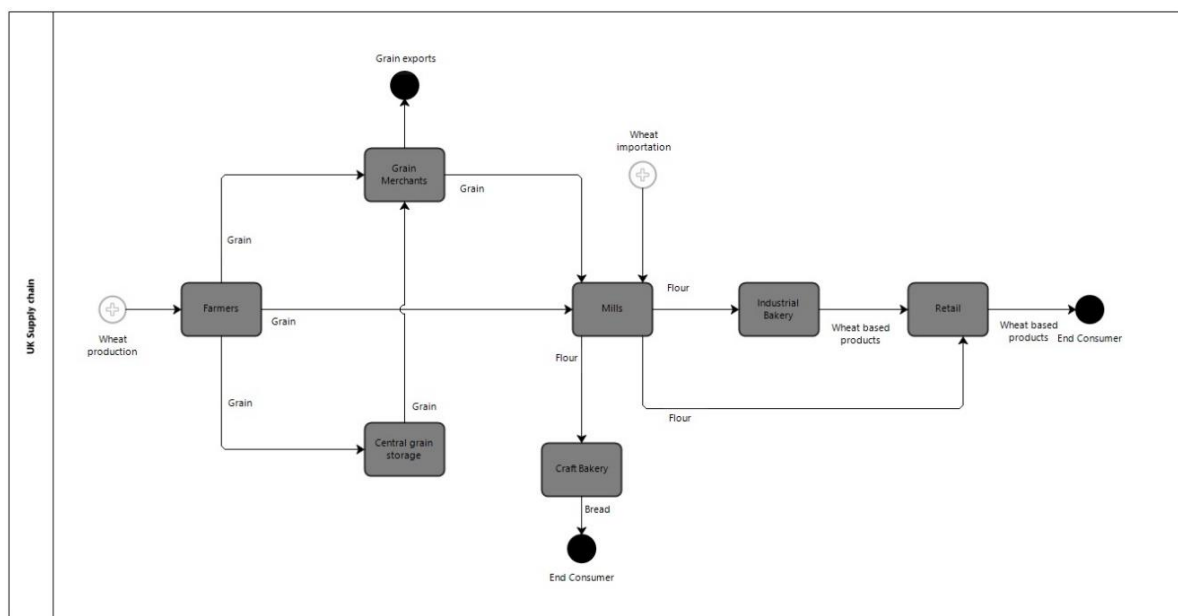 UK Supply chain
Grain exports
Wheat
importation
Grain
Merchants
Grain
Grain
Farmers
Grain
Mills
Flour
Industrial
Bakery
Wheat based
products
Retail
Wheat based
products
End Consumer
Wheat
production
Flour
Grain
Grain
Flour
Central grain
storage
Craft Bakery
Bread
End Consumer